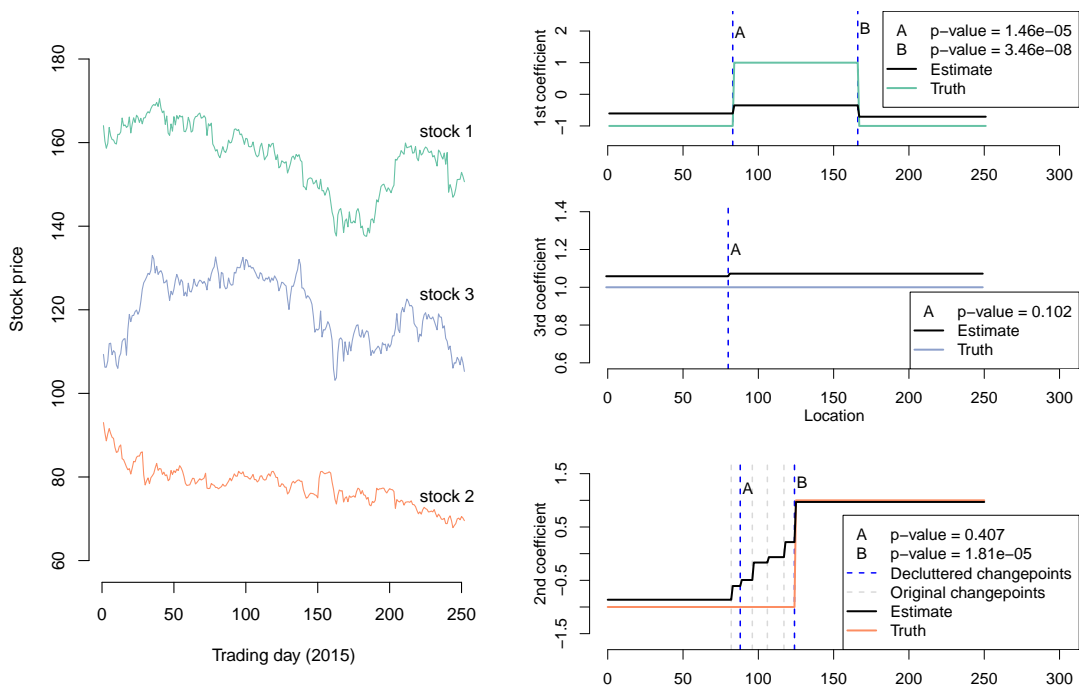 Stock price
180
160
140
120
100
80
60
stock 1
stock 3
stock 2
0 50 100 150 200 250
Trading day (2015)
1st coefficient
2
1
0
−1
A
B
A p−value = 1.46e−05
B p−value = 3.46e−08
Estimate
Truth
0 50 100 150 200 250 300
3rd coefficient
1.4
1.2
1.0
0.8
0.6
A
A p−value = 0.102
Estimate
Truth
0 50 100 150 200 250 300
Location
2nd coefficient
1.5
0.5
−0.5
−1.5
A
B
A p−value = 0.407
B p−value = 1.81e−05
Decluttered changepoints
Original changepoints
Estimate
Truth
0 50 100 150 200 250 300